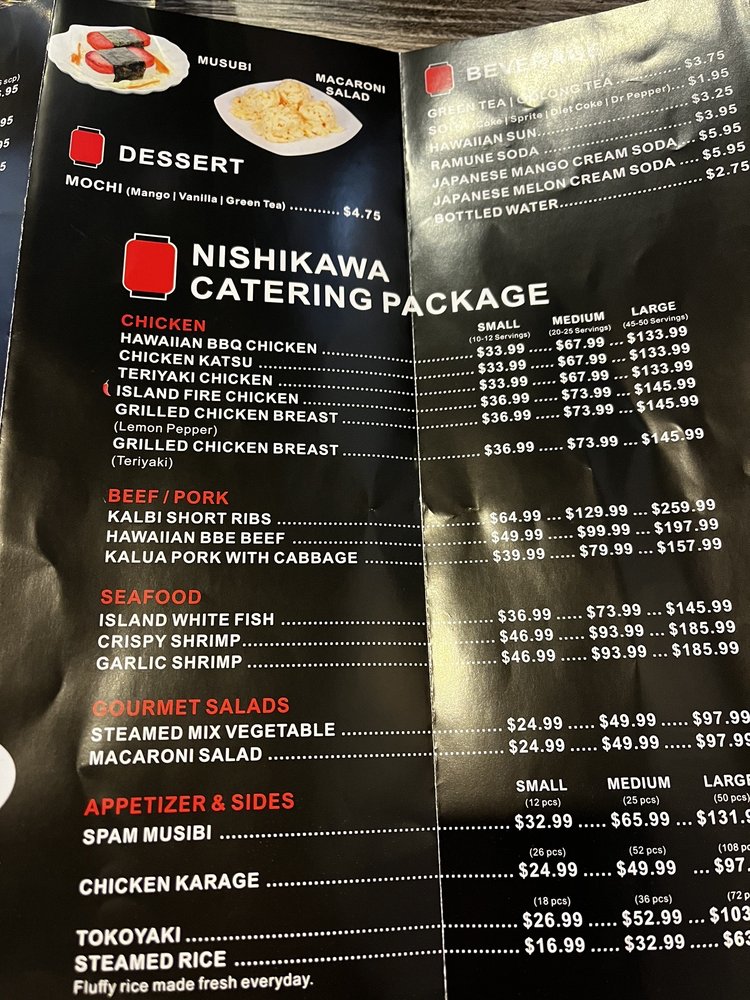 scp)
.95
95
95
5
MUSUBI
MACARONI
SALAD
DESSERT
MOCHI (Mango | Vanilla | Green Tea) ........... $4.75
BEVERAGE
GREEN TEA | OOLONG TEA ........... $3.75
SODA (Coke | Sprite | Diet Coke | Dr Pepper)... $1.95
HAWAIIAN SUN........................ $3.25
RAMUNE SODA ........................ $3.95
JAPANESE MANGO CREAM SODA.. $5.95
JAPANESE MELON CREAM SODA .... $5.95
BOTTLED WATER........................ $2.75
NISHIKAWA
CATERING PACKAGE
SMALL MEDIUM LARGE
(10-12 Servings) (20-25 Servings) (45-50 Servings)
CHICKEN
HAWAIIAN BBQ CHICKEN ........................ $33.99 ..... $67.99 ... $133.99
CHICKEN KATSU ........................ $33.99 ..... $67.99 ... $133.99
TERIYAKI CHICKEN ........................ $33.99 ..... $67.99 ... $133.99
ISLAND FIRE CHICKEN ........................ $36.99 ..... $73.99 ... $145.99
GRILLED CHICKEN BREAST ........................ $36.99 ..... $73.99 ... $145.99
(Lemon Pepper)
GRILLED CHICKEN BREAST ........................ $36.99 ..... $73.99 ... $145.99
(Teriyaki)
BEEF / PORK
KALBI SHORT RIBS ........................ $64.99 ... $129.99 ... $259.99
HAWAIIAN BBE BEEF ........................ $49.99 ..... $99.99 ... $197.99
KALUA PORK WITH CABBAGE ........................ $39.99 ..... $79.99 ... $157.99
SEAFOOD
ISLAND WHITE FISH ........................ $36.99 ..... $73.99 ... $145.99
CRISPY SHRIMP........................ $46.99 ..... $93.99 ... $185.99
GARLIC SHRIMP ........................ $46.99 ..... $93.99 ... $185.99
GOURMET SALADS
STEAMED MIX VEGETABLE ........................ $24.99 ..... $49.99 ..... $97.99
MACARONI SALAD ........................ $24.99 ..... $49.99 ..... $97.99
APPETIZER & SIDES
SMALL MEDIUM LARGE
(12 pcs) (25 pcs) (50 pcs)
SPAM MUSIBI ........................ $32.99 ..... $65.99 ... $131.9
(26 pcs) (52 pcs) (108 pc
CHICKEN KARAGE ........................ $24.99 ..... $49.99 ... $97.
(18 pcs) (36 pcs) (72 p
TOKOYAKI ........................ $26.99 ..... $52.99 ... $103
STEAMED RICE ........................ $16.99 ..... $32.99 ..... $63
Fluffy rice made fresh everyday.